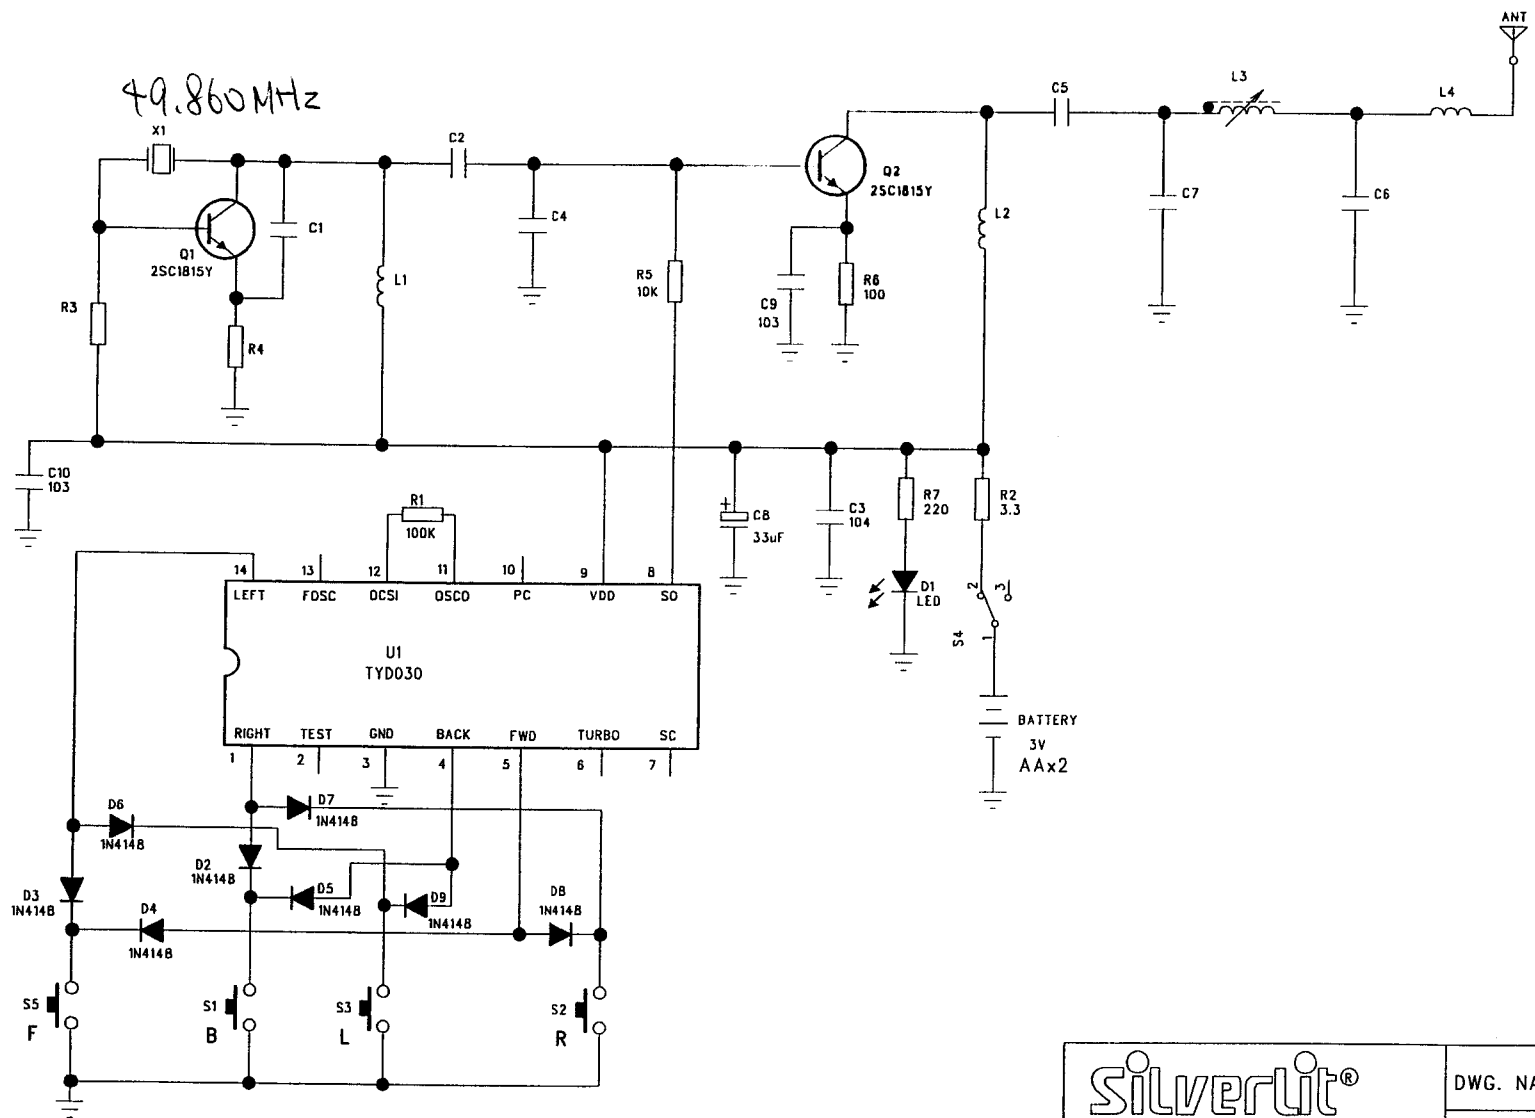 ANT
49.860MHz
X1
C2
C5
L3
L4
Q1
2SC1815Y
C1
L1
C4
R5
10K
Q2
2SC1815Y
C9
103
R6
100
L2
C7
C6
R3
R4
C10
103
R1
100K
C8
33uF
C3
104
R7
220
R2
3.3
D1
LED
2
3
S4
1
14
13
12
11
10
9
8
LEFT
FOSC
OCSI
OSCO
PC
VDD
SO
U1
TYD030
RIGHT
TEST
GND
BACK
FWD
TURBO
SC
1
2
3
4
5
6
7
BATTERY
3V
AAx2
D6
1N4148
D7
1N4148
D2
1N4148
D3
1N4148
D4
1N4148
D5
1N4148
D9
1N4148
D8
1N4148
S5
F
S1
B
S3
L
S2
R
Silverlit®
DWG. NA